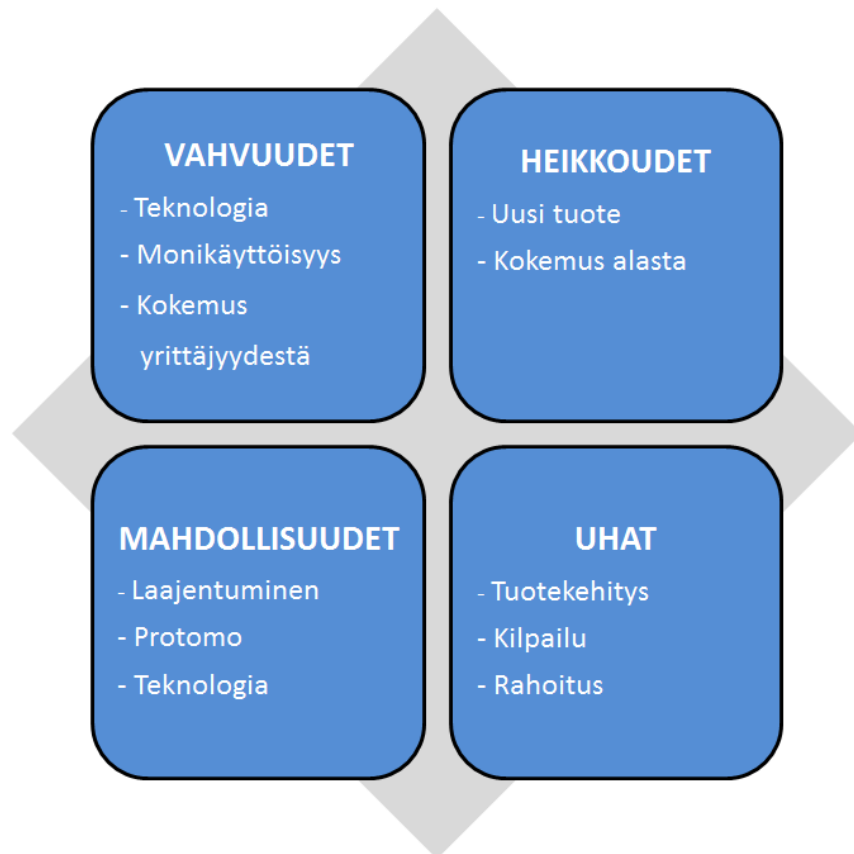 VAHVUUDET
- Teknologia
- Monikäyttöisyys
- Kokemus
yrittäjyydestä
HEIKKOUDET
- Uusi tuote
- Kokemus alasta
MAHDOLLISUUDET
- Laajentuminen
- Protomo
- Teknologia
UHAT
- Tuotekehitys
- Kilpailu
- Rahoitus